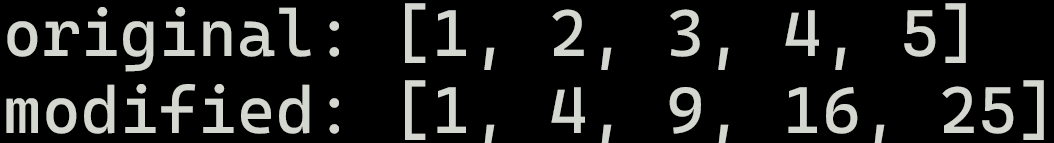 original: [1, 2, 3, 4, 5]
modified: [1, 4, 9, 16, 25]